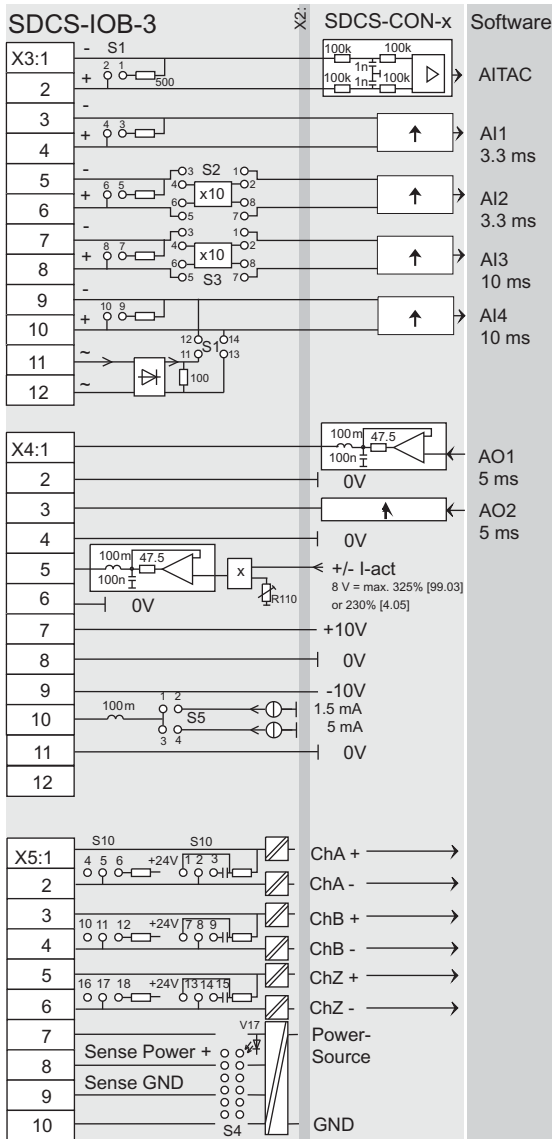 SDCS-IOB-3 X2: SDCS-CON-x Software
X3:1 - S1 100k 100k
2 1 1n
2 + 500 100k 1n 100k AITAC
3 -
4 3
4 + AI1
3.3 ms
5 - 3 S2 1
6 5 4 x10 2
6 + 6 8 AI2
5 7 3.3 ms
7 - 3 1
8 7 4 x10 2
8 + 6 8 AI3
5 S3 7 10 ms
9 -
10 9
10 + AI4
12 14 10 ms
S1
11 ~ 11 13
100
12 ~
X4:1 100m 47.5
100n AO1
2 0V 5 ms
3 AO2
4 0V 5 ms
5 100m 47.5 x +/- I-act
100n 8 V = max. 325% [99.03]
6 0V R110 or 230% [4.05]
7 +10V
8 0V
9 -10V
10 100m 1 2 1.5 mA
S5
3 4 5 mA
11 0V
12
S10 S10
X5:1 4 5 6 +24V 1 2 3 ChA +
2 ChA -
3 10 11 12 +24V 7 8 9 ChB +
4 ChB -
5 16 17 18 +24V 13 14 15 ChZ +
6 ChZ -
7 V17 Power-
Source
8 Sense Power +
9 Sense GND
10 S4 GND